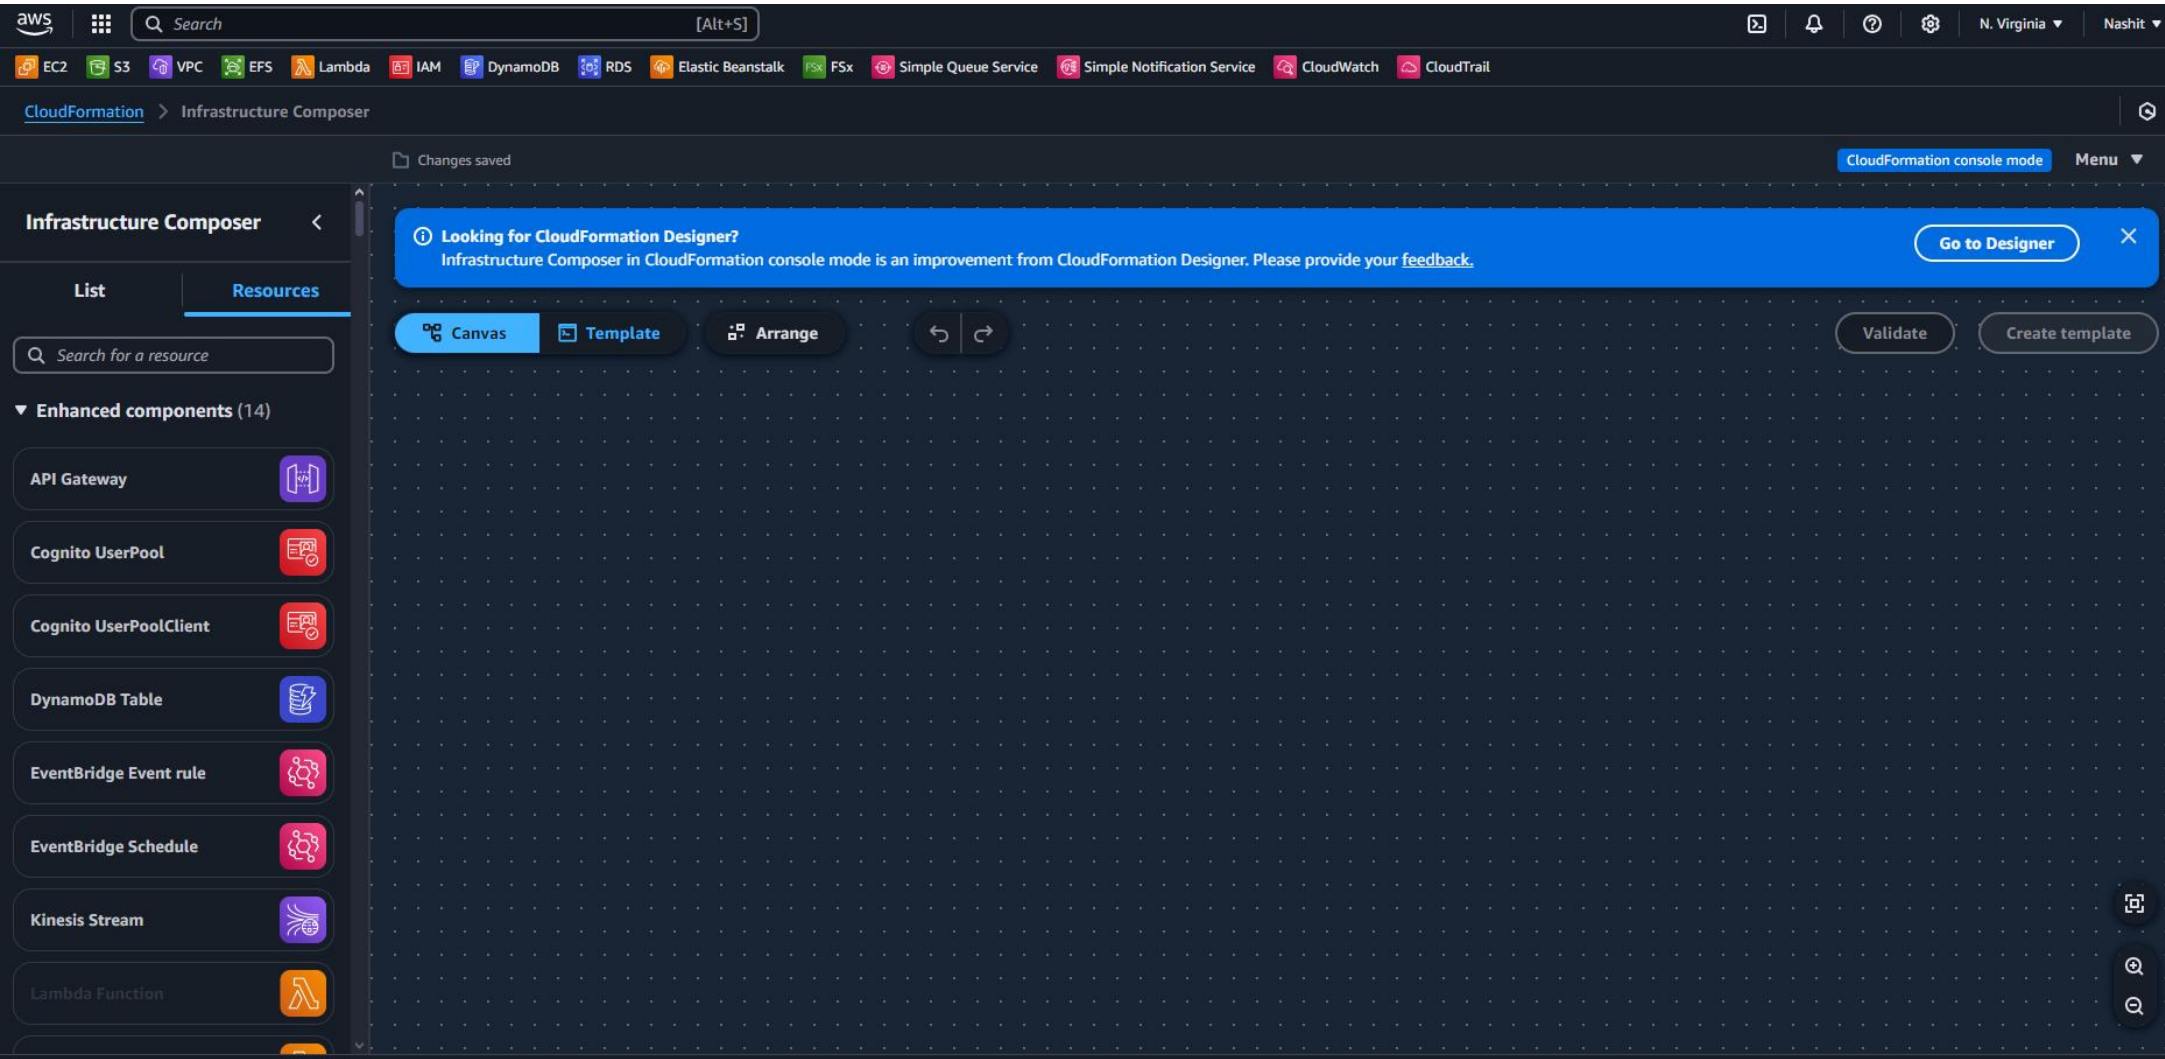 aws Search [Alt+S] N. Virginia Nashit
EC2 S3 VPC EFS Lambda IAM DynamoDB RDS Elastic Beanstalk FSx FSx Simple Queue Service Simple Notification Service CloudWatch CloudTrail
CloudFormation > Infrastructure Composer
Changes saved CloudFormation console mode Menu
Infrastructure Composer
Looking for CloudFormation Designer?
Infrastructure Composer in CloudFormation console mode is an improvement from CloudFormation Designer. Please provide your feedback.
Go to Designer
List Resources
Canvas Template Arrange Validate Create template
Search for a resource
Enhanced components (14)
API Gateway
Cognito UserPool
Cognito UserPoolClient
DynamoDB Table
EventBridge Event rule
EventBridge Schedule
Kinesis Stream
Lambda Function